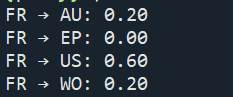 FR → AU: 0.20
FR → EP: 0.00
FR → US: 0.60
FR → WO: 0.20